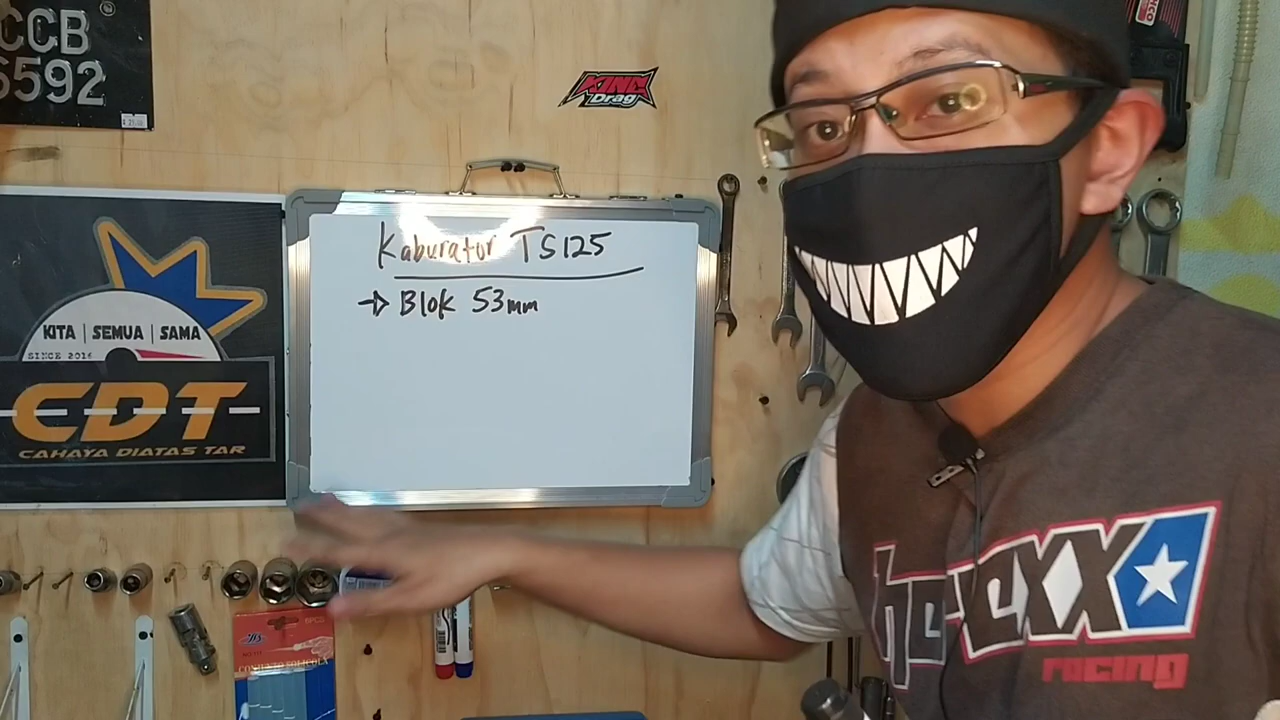 CCB
6592
KING
Drag
Kaburator TS125
→ Blok 53mm
KITA | SEMUA | SAMA
SINCE 2016
CDT
CAHAYA DIATAS TAR
racing